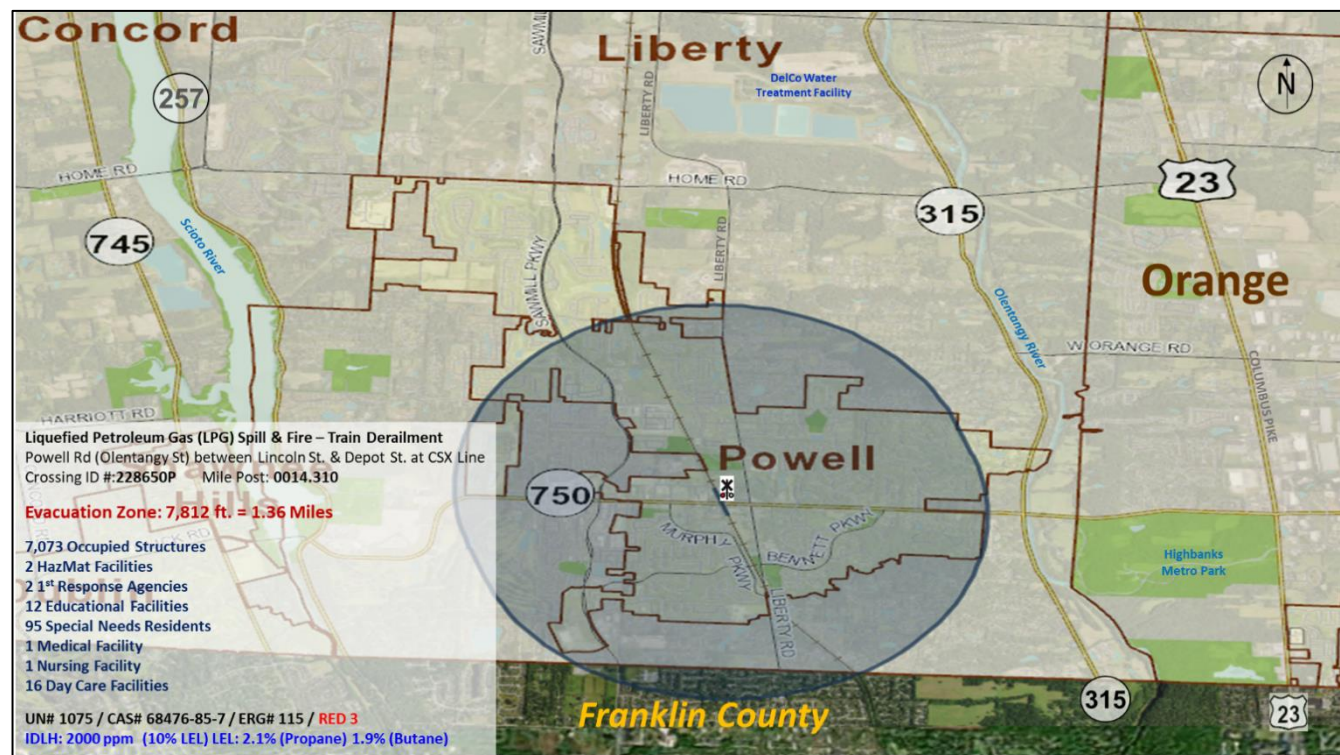 Concord
Liberty
SAWMILL
257
DelCo Water
Treatment Facility
N
LIBERTY RD
HOME RD
HOME RD
23
745
315
Scioto River
SAWMILL PKWY
LIBERTY RD
Orange
Olentangy River
W ORANGE RD
COLUMBUS PIKE
HARRIOTT RD
Liquefied Petroleum Gas (LPG) Spill & Fire – Train Derailment
Powell Rd (Olentangy St) between Lincoln St. & Depot St. at CSX Line
Crossing ID #:228650P Mile Post: 0014.310
Hills
Evacuation Zone: 7,812 ft. = 1.36 Miles
7,073 Occupied Structures
2 HazMat Facilities
2 1st Response Agencies
12 Educational Facilities
95 Special Needs Residents
1 Medical Facility
1 Nursing Facility
16 Day Care Facilities
UN# 1075 / CAS# 68476-85-7 / ERG# 115 / RED 3
IDLH: 2000 ppm (10% LEL) LEL: 2.1% (Propane) 1.9% (Butane)
Powell
750
MURPHY PKWY
BENNETT PKWY
LIBERTY RD
Highbanks
Metro Park
Franklin County
315
23